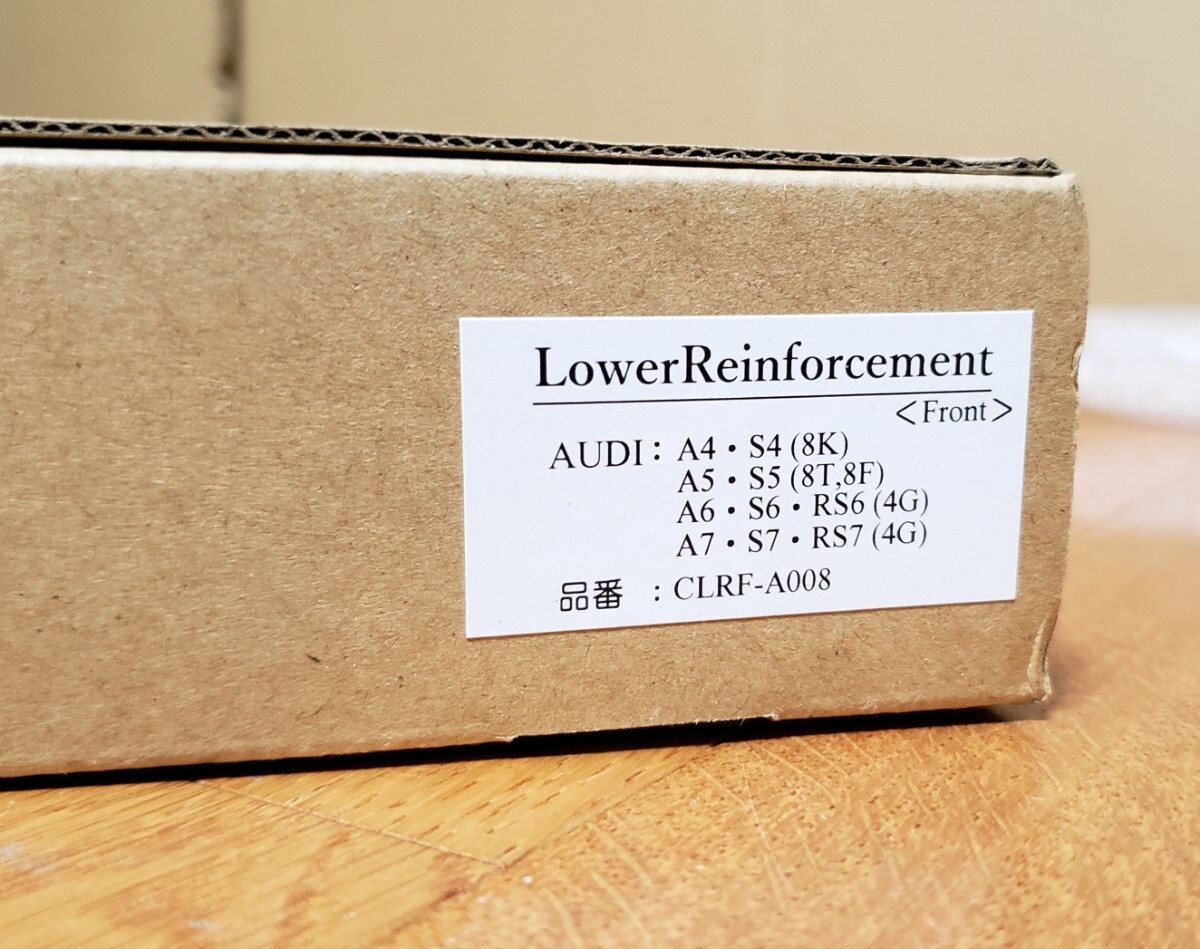 LowerReinforcement
<Front>
AUDI : A4・S4 (8K)
A5・S5 (8T,8F)
A6・S6・RS6 (4G)
A7・S7・RS7 (4G)
品番 : CLRF-A008